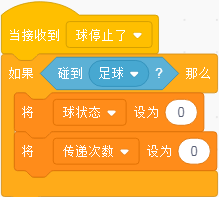 当接收到 球停止了
如果 碰到 足球 ? 那么
将 球状态 设为 0
将 传递次数 设为 0